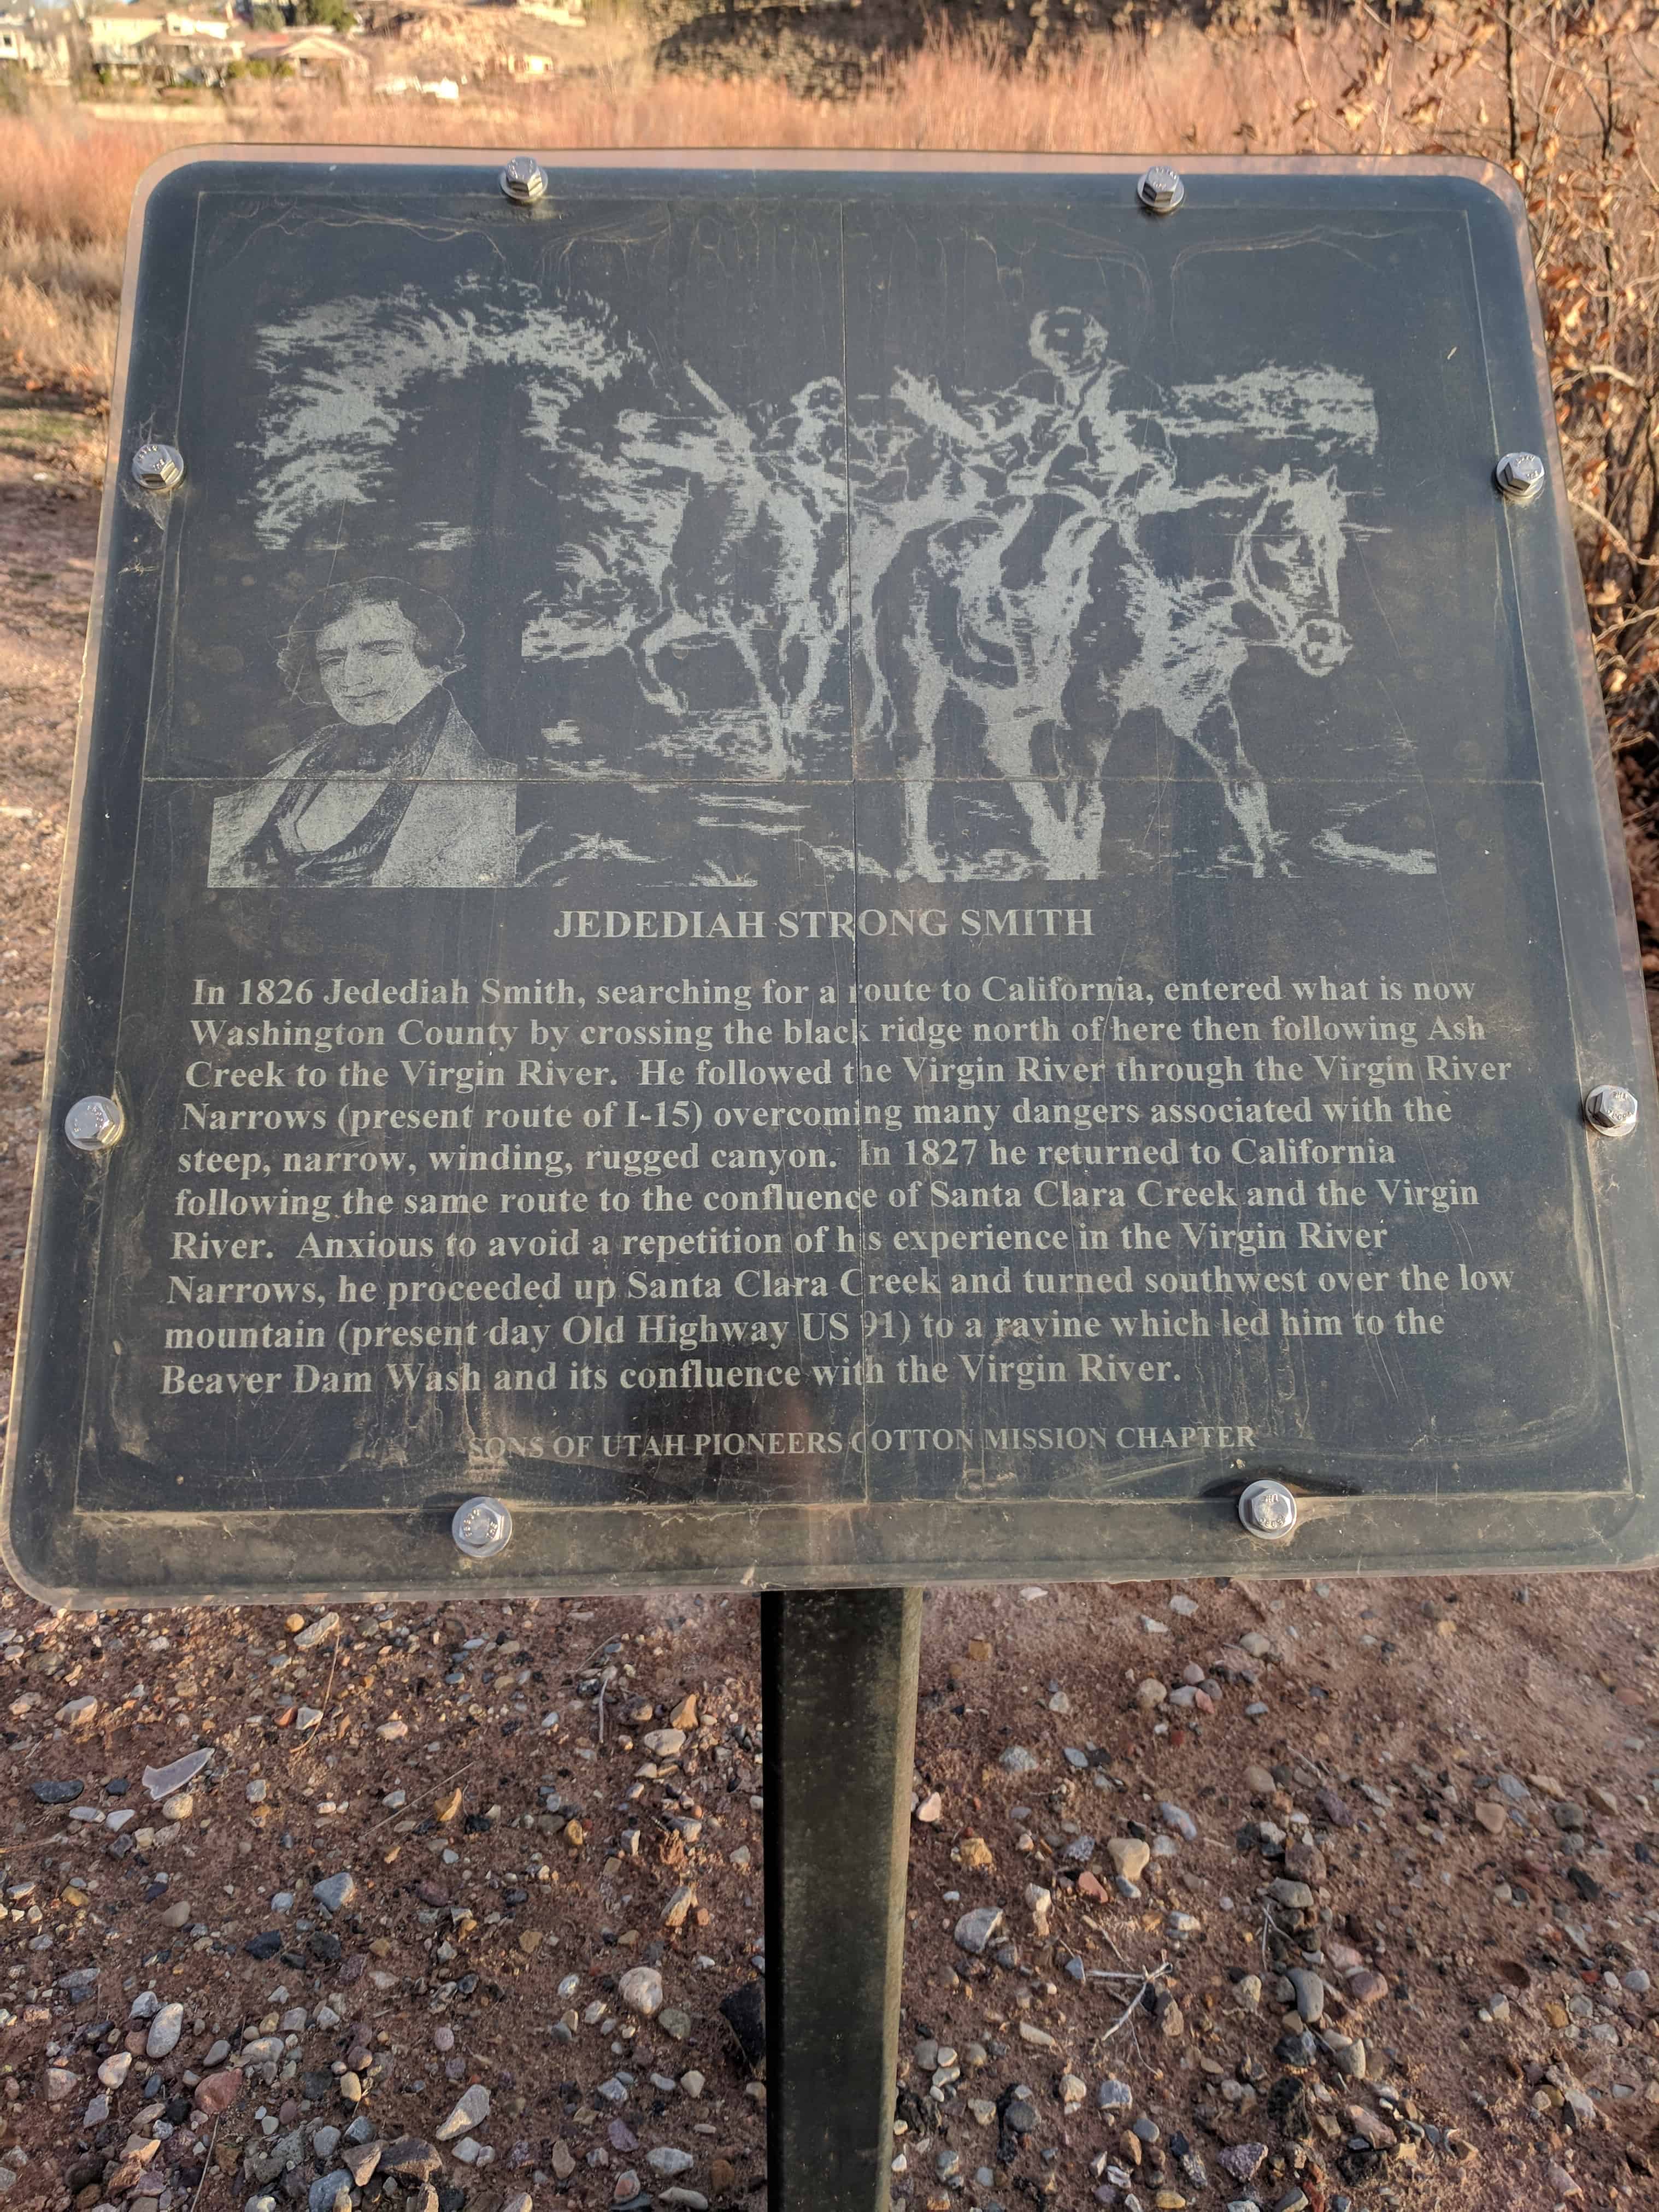 JEDEDIAH STRONG SMITH
In 1826 Jedediah Smith, searching for a route to California, entered what is now
Washington County by crossing the black ridge north of here then following Ash
Creek to the Virgin River. He followed the Virgin River through the Virgin River
Narrows (present route of I-15) overcoming many dangers associated with the
steep, narrow, winding, rugged canyon. In 1827 he returned to California
following the same route to the confluence of Santa Clara Creek and the Virgin
River. Anxious to avoid a repetition of his experience in the Virgin River
Narrows, he proceeded up Santa Clara Creek and turned southwest over the low
mountain (present day Old Highway US 91) to a ravine which led him to the
Beaver Dam Wash and its confluence with the Virgin River.
SONS OF UTAH PIONEERS COTTON MISSION CHAPTER